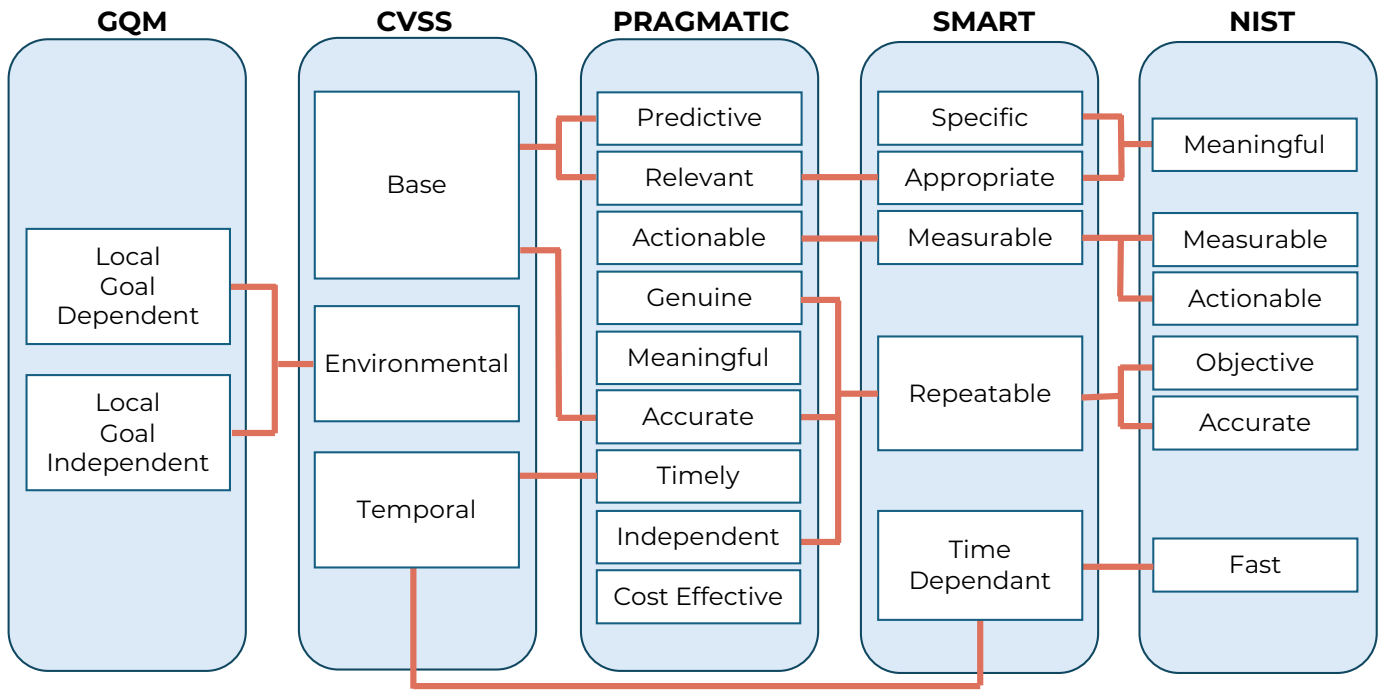 GQM
CVSS
PRAGMATIC
SMART
NIST
Local
Goal
Dependent
Local
Goal
Independent
Base
Environmental
Temporal
Predictive
Relevant
Actionable
Genuine
Meaningful
Accurate
Timely
Independent
Cost Effective
Specific
Appropriate
Measurable
Repeatable
Time
Dependant
Meaningful
Measurable
Actionable
Objective
Accurate
Fast